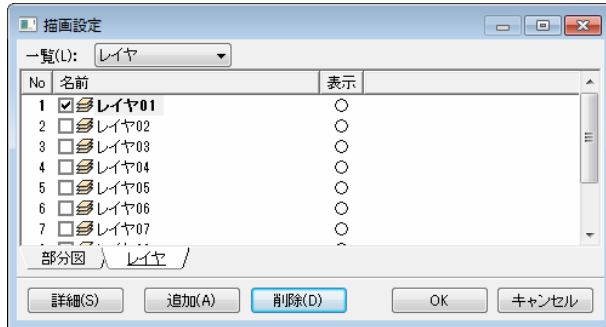 描画設定
一覧(L): レイヤ
No 名前 表示
1 レイヤ01 ○
2 レイヤ02 ○
3 レイヤ03 ○
4 レイヤ04 ○
5 レイヤ05 ○
6 レイヤ06 ○
7 レイヤ07 ○
部分図 レイヤ
詳細(S) 追加(A) 削除(D) OK キャンセル